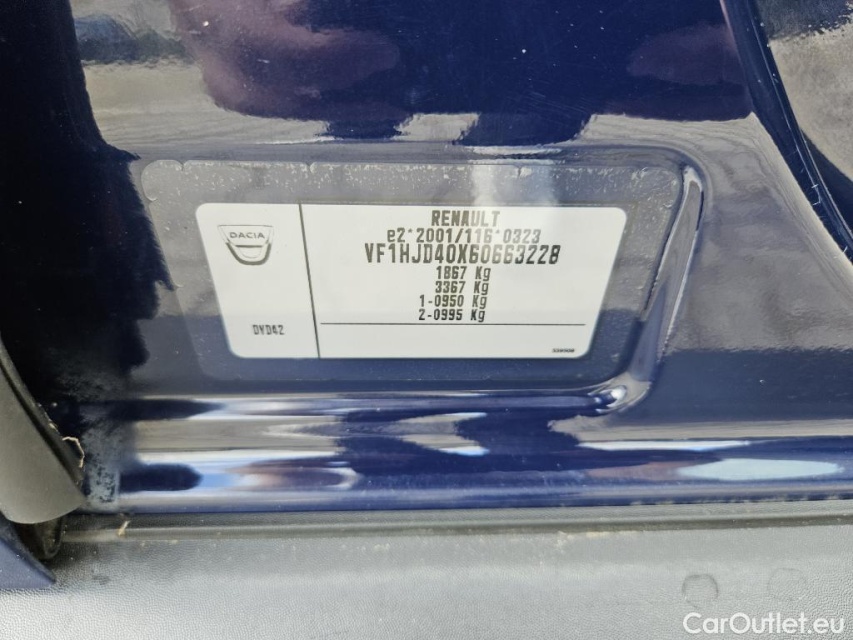 DACIA
DVD42
RENAULT
e2*2001/116*0323
VF1HJD40X60663228
1867 Kg
3367 Kg
1-0950 Kg
2-0995 Kg
CarOutlet.eu